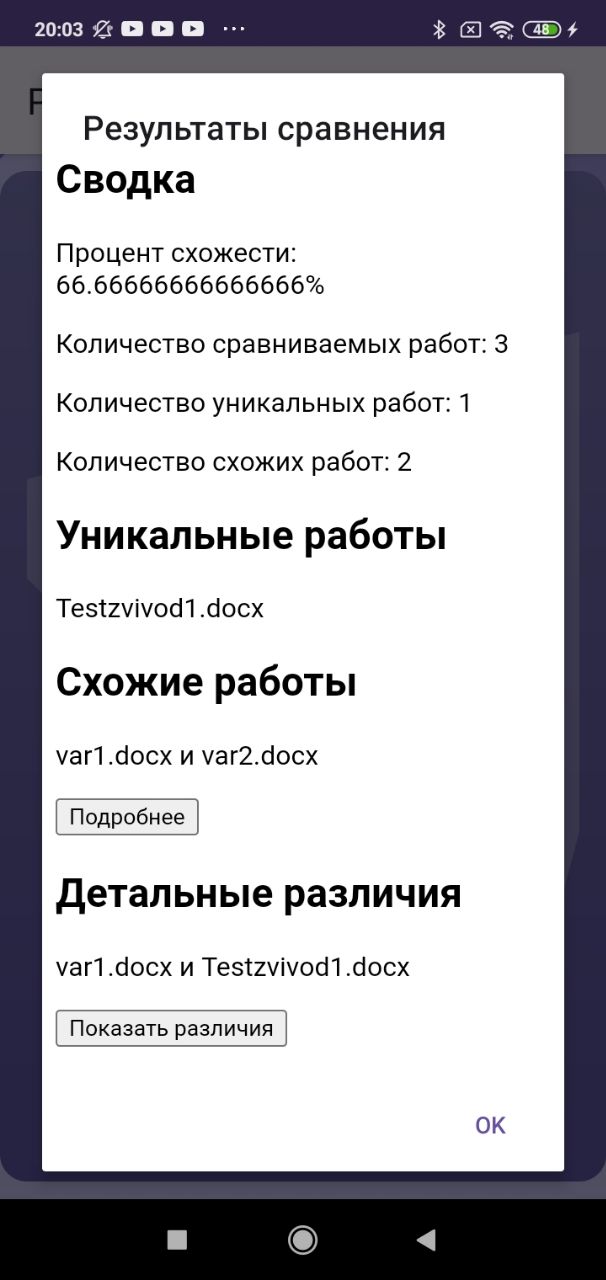 20:03
48
Р
Результаты сравнения
Сводка
Процент схожести:
66.66666666666666%
Количество сравниваемых работ: 3
Количество уникальных работ: 1
Количество схожих работ: 2
Уникальные работы
Testzvivod1.docx
Схожие работы
var1.docx и var2.docx
Подробнее
Детальные различия
var1.docx и Testzvivod1.docx
Показать различия
OK